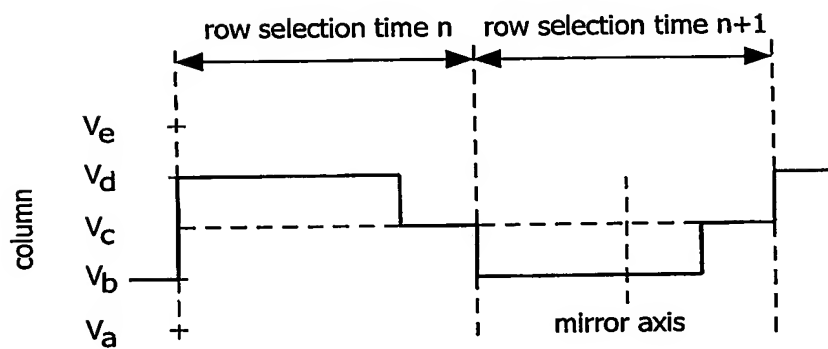 row selection time n row selection time n+1
Ve
Vd
Vc
Vb
Va
column
mirror axis